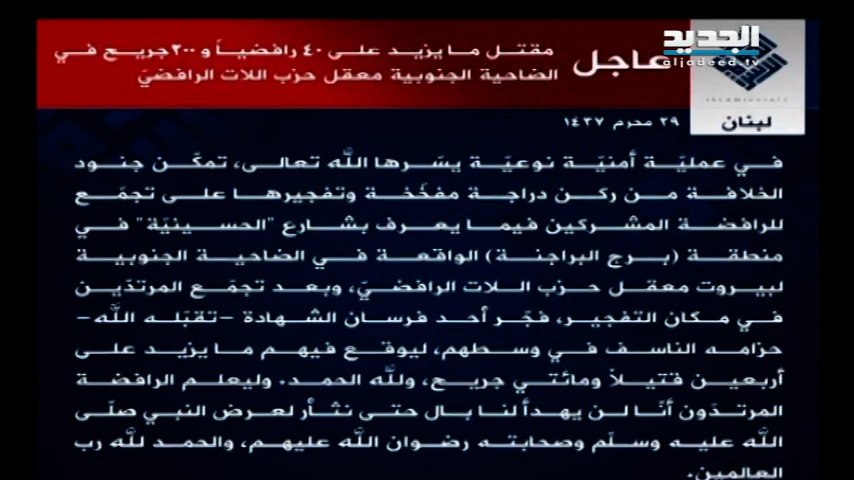 الجديد
aljadeed.tv
عاجل
مقتل ما يزيد على ٤٠ رافضياً و ٢٠٠ جريح في
الضاحية الجنوبية معقل حزب اللات الرافضيّ
ISLAMIC STATE
لبنان
٢٩ محرم ١٤٣٧
في عمليّة أمنيّة نوعيّة يسّرها الله تعالى، تمكّن جنود
الخلافة من ركن دراجة مفخّخة وتفجيرها على تجمّع
للرافضة المشركين فيما يعرف بشارع "الحسينيّة" في
منطقة (برج البراجنة) الواقعة في الضاحية الجنوبية
لبيروت معقل حزب اللات الرافضيّ، وبعد تجمّع المرتدّين
في مكان التفجير، فجّر أحد فرسان الشهادة -تقبّله الله-
حزامه الناسف في وسطهم، ليوقع فيهم ما يزيد على
أربعين قتيلاً ومائتي جريح، ولله الحمد. وليعلم الرافضة
المرتدّون أنّا لن يهدأ لنا بال حتى نثأر لعرض النبي صلّى
الله عليه وسلّم وصحابته رضوان الله عليهم، والحمد لله رب
العالمين.